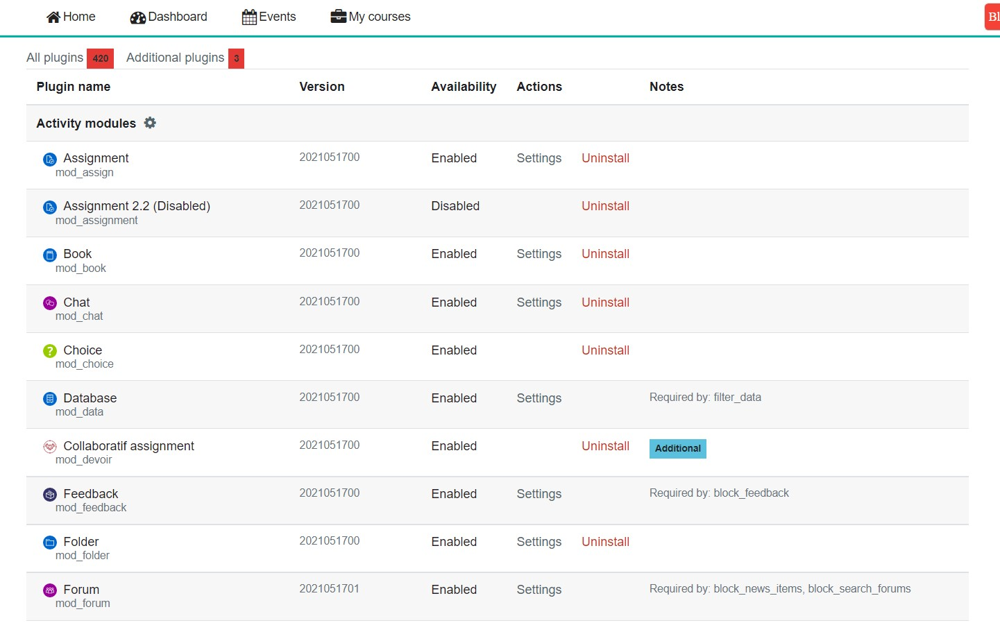 Home Dashboard Events My courses
All plugins 420 Additional plugins 3
Plugin name Version Availability Actions Notes
Activity modules
Assignment 2021051700 Enabled Settings Uninstall
mod_assign
Assignment 2.2 (Disabled) 2021051700 Disabled Uninstall
mod_assignment
Book 2021051700 Enabled Settings Uninstall
mod_book
Chat 2021051700 Enabled Settings Uninstall
mod_chat
Choice 2021051700 Enabled Uninstall
mod_choice
Database 2021051700 Enabled Settings Required by: filter_data
mod_data
Collaboratif assignment 2021051700 Enabled Uninstall Additional
mod_devoir
Feedback 2021051700 Enabled Settings Required by: block_feedback
mod_feedback
Folder 2021051700 Enabled Settings Uninstall
mod_folder
Forum 2021051701 Enabled Settings Required by: block_news_items, block_search_forums
mod_forum